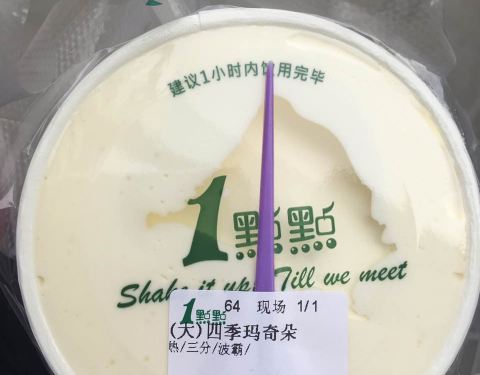 建议1小时内饮用完毕
1點點
Shake it up, Till we meet
1點點 64 现场 1/1
(大)四季玛奇朵
热/三分/波霸/